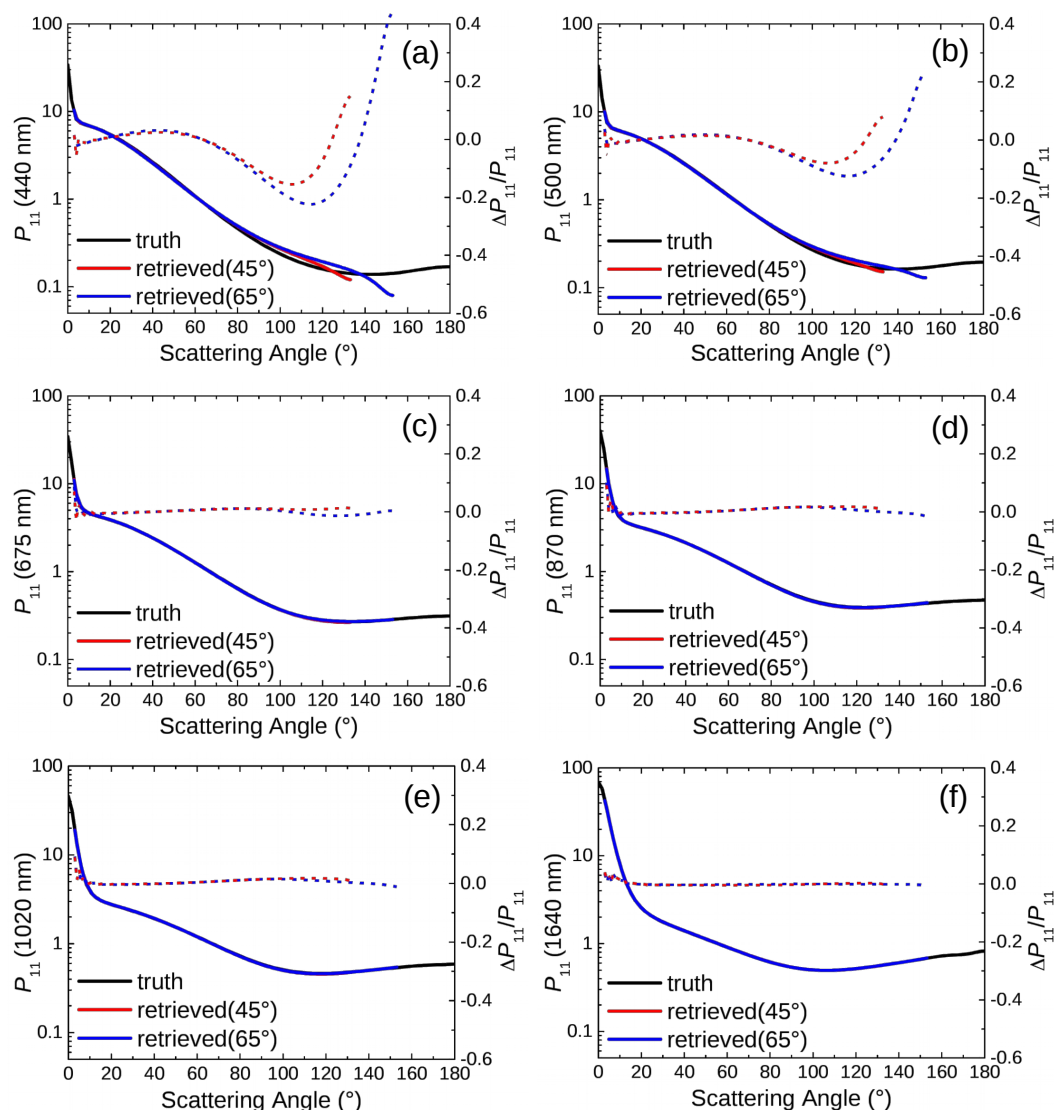 (a)
100
10
1
0.1
P11 (440 nm)
0.4
0.2
0.0
-0.2
-0.4
-0.6
ΔP11/P11
truth
retrieved(45°)
retrieved(65°)
0 20 40 60 80 100 120 140 160 180
Scattering Angle (°)
(b)
100
10
1
0.1
P11 (500 nm)
0.4
0.2
0.0
-0.2
-0.4
-0.6
ΔP11/P11
truth
retrieved(45°)
retrieved(65°)
0 20 40 60 80 100 120 140 160 180
Scattering Angle (°)
(c)
100
10
1
0.1
P11 (675 nm)
0.4
0.2
0.0
-0.2
-0.4
-0.6
ΔP11/P11
truth
retrieved(45°)
retrieved(65°)
0 20 40 60 80 100 120 140 160 180
Scattering Angle (°)
(d)
100
10
1
0.1
P11 (870 nm)
0.4
0.2
0.0
-0.2
-0.4
-0.6
ΔP11/P11
truth
retrieved(45°)
retrieved(65°)
0 20 40 60 80 100 120 140 160 180
Scattering Angle (°)
(e)
100
10
1
0.1
P11 (1020 nm)
0.4
0.2
0.0
-0.2
-0.4
-0.6
ΔP11/P11
truth
retrieved(45°)
retrieved(65°)
0 20 40 60 80 100 120 140 160 180
Scattering Angle (°)
(f)
100
10
1
0.1
P11 (1640 nm)
0.4
0.2
0.0
-0.2
-0.4
-0.6
ΔP11/P11
truth
retrieved(45°)
retrieved(65°)
0 20 40 60 80 100 120 140 160 180
Scattering Angle (°)